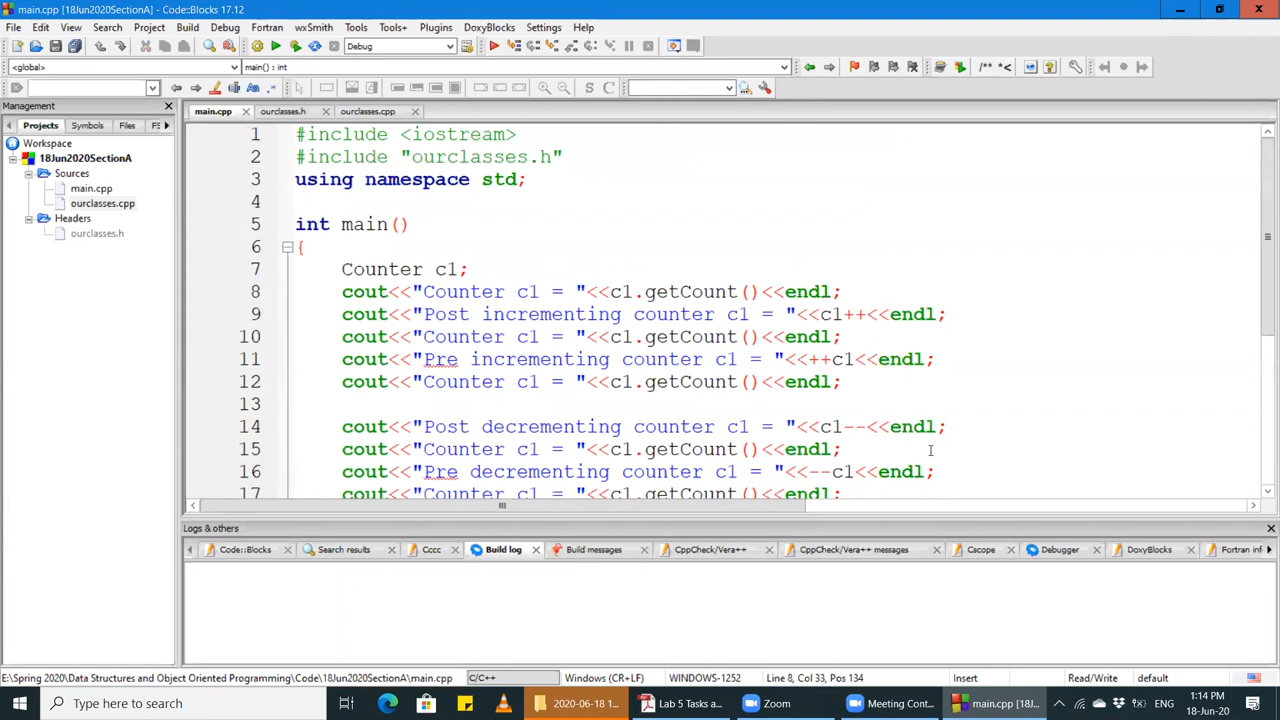 main.cpp [18Jun2020SectionA] - Code::Blocks 17.12
File Edit View Search Project Build Debug Fortran wxSmith Tools Tools+ Plugins DoxyBlocks Settings Help
Debug
<global> main() : int
/** *<
S C
Management
main.cpp ourclasses.h ourclasses.cpp
Projects Symbols Files FS
Workspace
18Jun2020SectionA
Sources
main.cpp
ourclasses.cpp
Headers
ourclasses.h
1 #include <iostream>
2 #include "ourclasses.h"
3 using namespace std;
4
5 int main()
6 {
7 Counter c1;
8 cout<<"Counter c1 = "<<c1.getCount()<<endl;
9 cout<<"Post incrementing counter c1 = "<<c1++<<endl;
10 cout<<"Counter c1 = "<<c1.getCount()<<endl;
11 cout<<"Pre incrementing counter c1 = "<<++c1<<endl;
12 cout<<"Counter c1 = "<<c1.getCount()<<endl;
13
14 cout<<"Post decrementing counter c1 = "<<c1--<<endl;
15 cout<<"Counter c1 = "<<c1.getCount()<<endl;
16 cout<<"Pre decrementing counter c1 = "<<--c1<<endl;
17 cout<<"Counter c1 = "<<c1.getCount()<<endl;
Logs & others
Code::Blocks Search results Cccc Build log Build messages CppCheck/Vera++ CppCheck/Vera++ messages Cscope Debugger DoxyBlocks Fortran info
E:\Spring 2020\Data Structures and Object Oriented Programming\Code\18Jun2020SectionA\main.cpp C/C++ Windows (CR+LF) WINDOWS-1252 Line 8, Col 33, Pos 134 Insert Read/Write default
Type here to search 2020-06-18 1... Lab 5 Tasks a... Zoom Meeting Cont... main.cpp [18J... ENG 1:14 PM
18-Jun-20